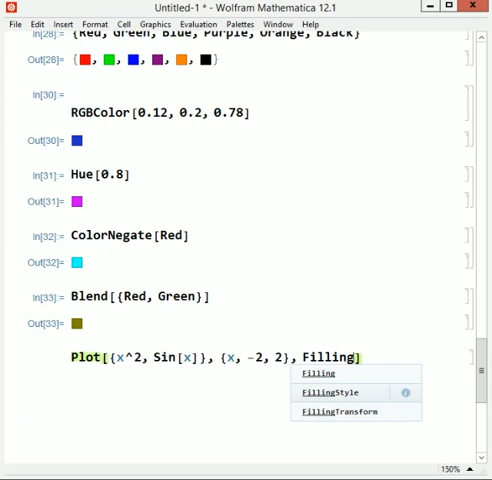 Untitled-1 * - Wolfram Mathematica 12.1
File Edit Insert Format Cell Graphics Evaluation Palettes Window Help
In[28]:= {Red, Green, Blue, Purple, Orange, Black}
Out[28]= { , , , , , }
In[30]:=
RGBColor[0.12, 0.2, 0.78]
Out[30]=
In[31]:= Hue[0.8]
Out[31]=
In[32]:= ColorNegate[Red]
Out[32]=
In[33]:= Blend[{Red, Green}]
Out[33]=
Plot[{x^2, Sin[x]}, {x, -2, 2}, Filling]
Filling
FillingStyle
FillingTransform
150%